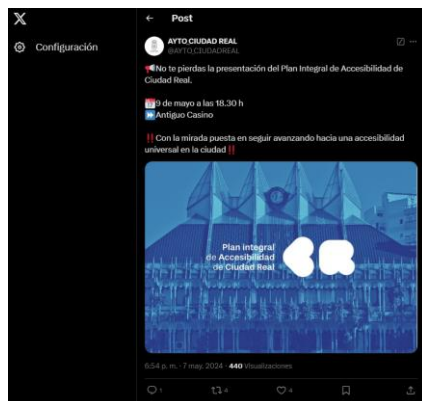 Post
Configuración
AYTO_CIUDAD REAL
@AYTO_CIUDADREAL
No te pierdas la presentación del Plan Integral de Accesibilidad de
Ciudad Real.
9 de mayo a las 18.30 h
Antiguo Casino
Con la mirada puesta en seguir avanzando hacia una accesibilidad
universal en la ciudad
Plan integral
de Accesibilidad
de Ciudad Real
CR
6:54 p. m. · 7 may. 2024 · 440 Visualizaciones
1 4 4